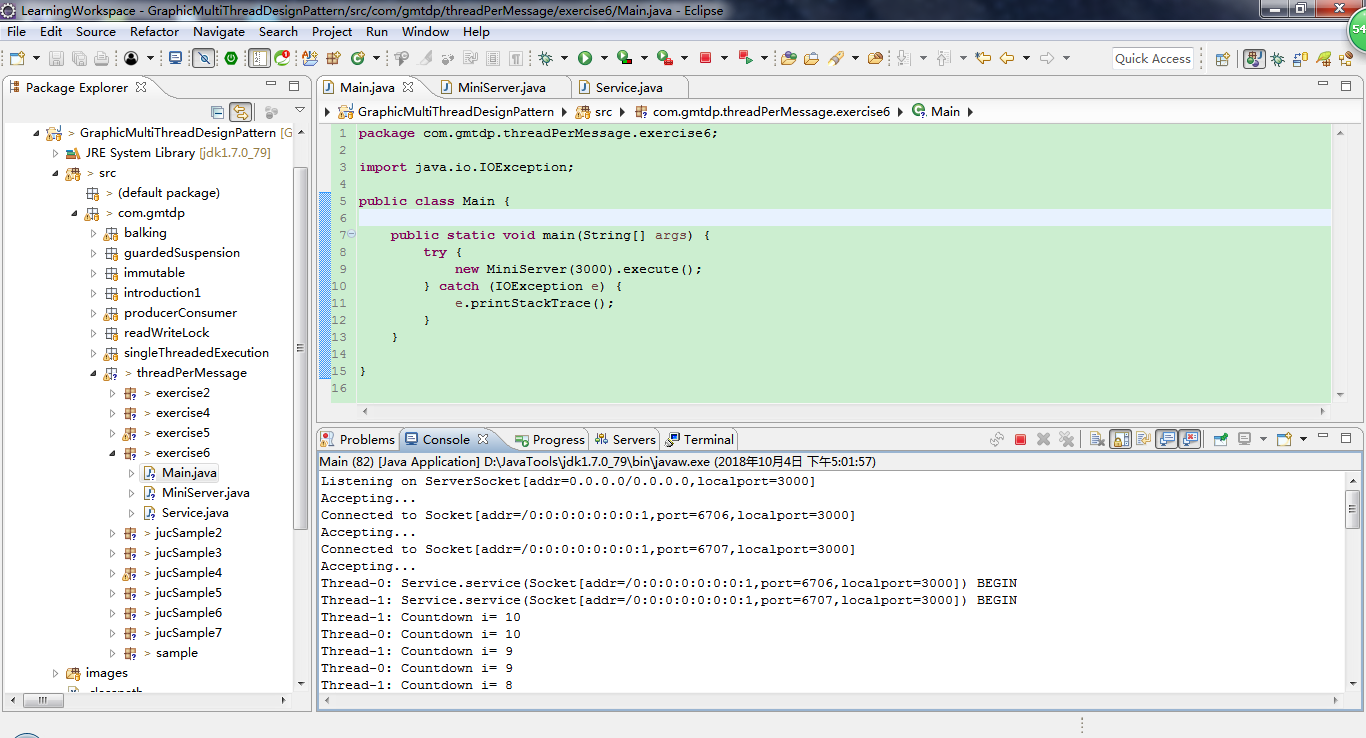 LearningWorkspace - GraphicMultiThreadDesignPattern/src/com/gmtdp/threadPerMessage/exercise6/Main.java - Eclipse
54
File Edit Source Refactor Navigate Search Project Run Window Help
Quick Access
Package Explorer
> GraphicMultiThreadDesignPattern [G
JRE System Library [jdk1.7.0_79]
> src
> (default package)
> com.gmtdp
balking
guardedSuspension
immutable
introduction1
producerConsumer
readWriteLock
singleThreadedExecution
> threadPerMessage
> exercise2
> exercise4
> exercise5
> exercise6
Main.java
MiniServer.java
Service.java
> jucSample2
> jucSample3
> jucSample4
> jucSample5
> jucSample6
> jucSample7
> sample
images
Main.java MiniServer.java Service.java
GraphicMultiThreadDesignPattern src com.gmtdp.threadPerMessage.exercise6 Main
1 package com.gmtdp.threadPerMessage.exercise6;
2
3 import java.io.IOException;
4
5 public class Main {
6
7 public static void main(String[] args) {
8 try {
9 new MiniServer(3000).execute();
10 } catch (IOException e) {
11 e.printStackTrace();
12 }
13 }
14
15 }
16
Problems Console Progress Servers Terminal
Main (82) [Java Application] D:\JavaTools\jdk1.7.0_79\bin\javaw.exe (2018年10月4日 下午5:01:57)
Listening on ServerSocket[addr=0.0.0.0/0.0.0.0,localport=3000]
Accepting...
Connected to Socket[addr=/0:0:0:0:0:0:0:1,port=6706,localport=3000]
Accepting...
Connected to Socket[addr=/0:0:0:0:0:0:0:1,port=6707,localport=3000]
Accepting...
Thread-0: Service.service(Socket[addr=/0:0:0:0:0:0:0:1,port=6706,localport=3000]) BEGIN
Thread-1: Service.service(Socket[addr=/0:0:0:0:0:0:0:1,port=6707,localport=3000]) BEGIN
Thread-1: Countdown i= 10
Thread-0: Countdown i= 10
Thread-1: Countdown i= 9
Thread-0: Countdown i= 9
Thread-1: Countdown i= 8